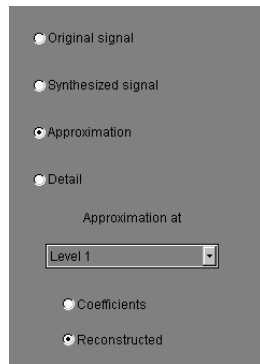 Original signal
Synthesized signal
Approximation
Detail
Approximation at
Level 1
Coefficients
Reconstructed